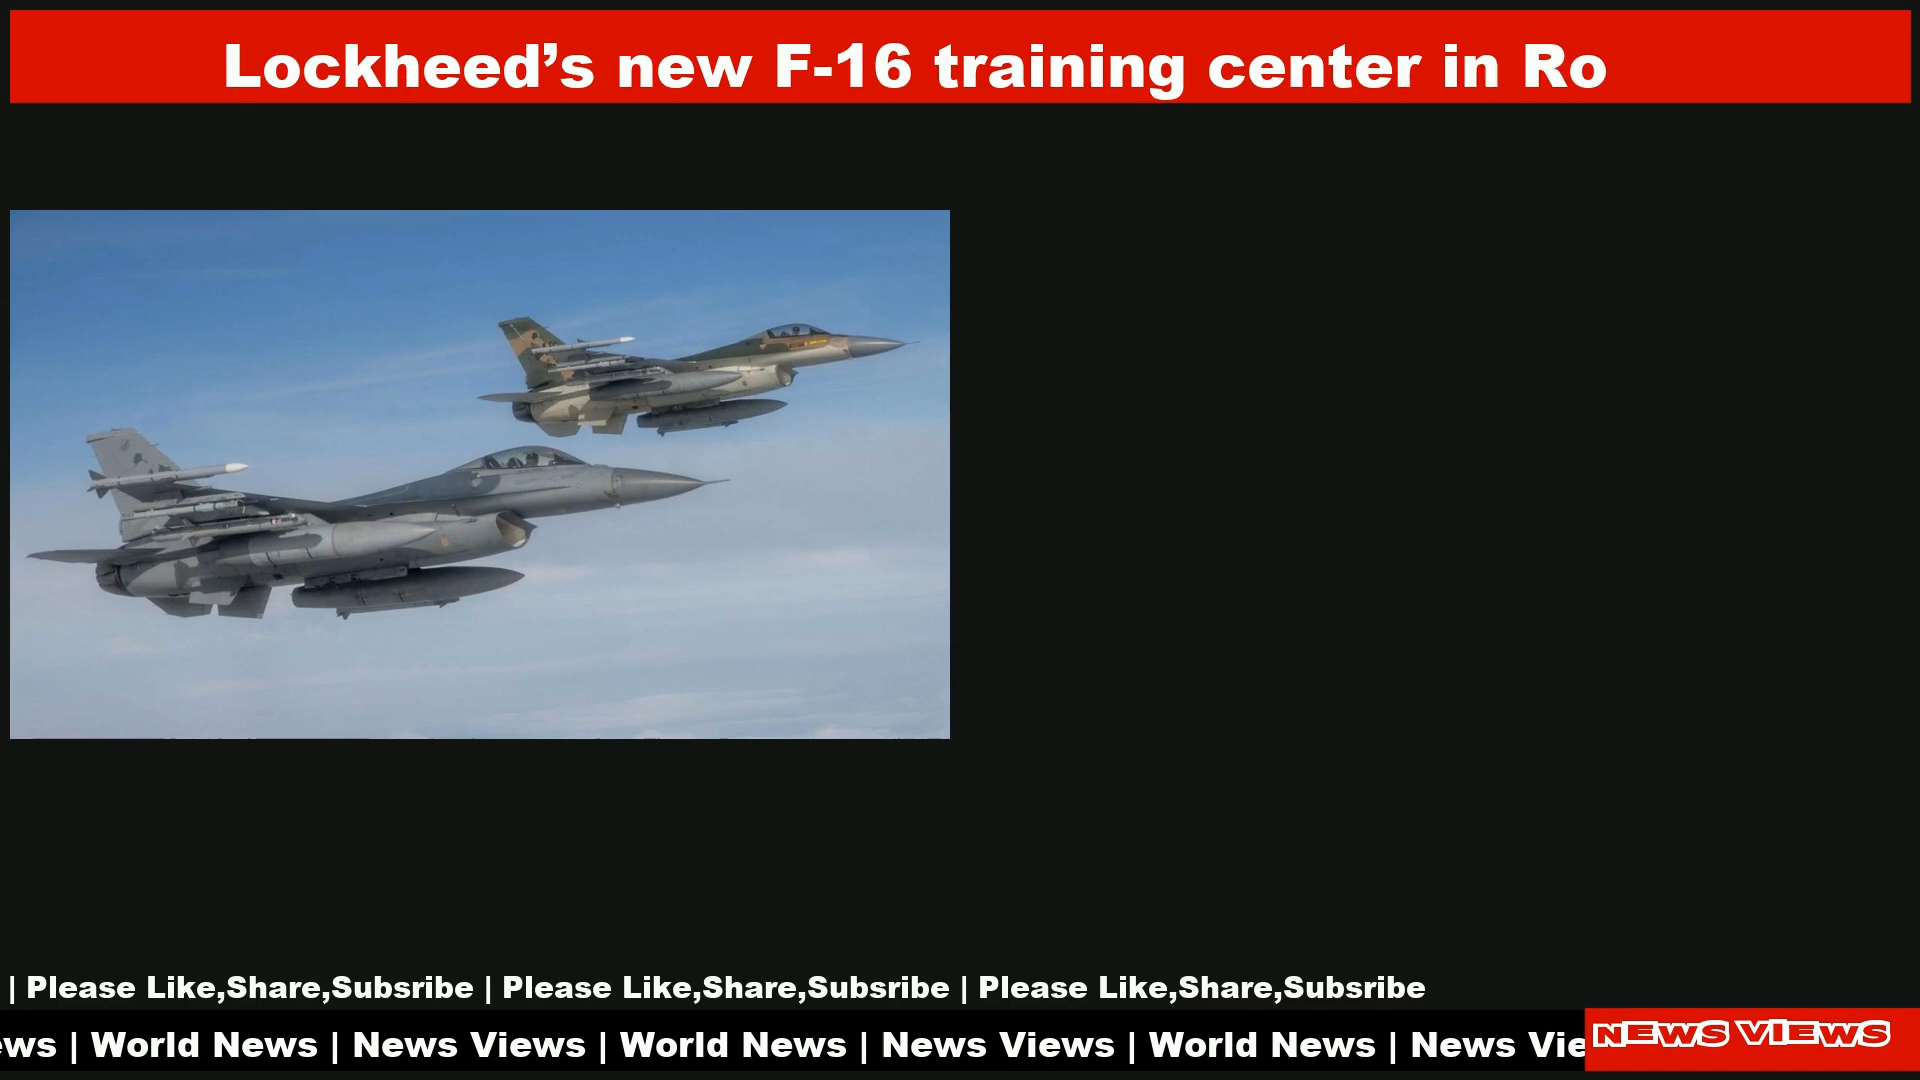 Lockheed’s new F-16 training center in Ro
| Please Like,Share,Subsribe | Please Like,Share,Subsribe | Please Like,Share,Subsribe
ews | World News | News Views | World News | News Views | World News | News Vie
NEWS VIEWS